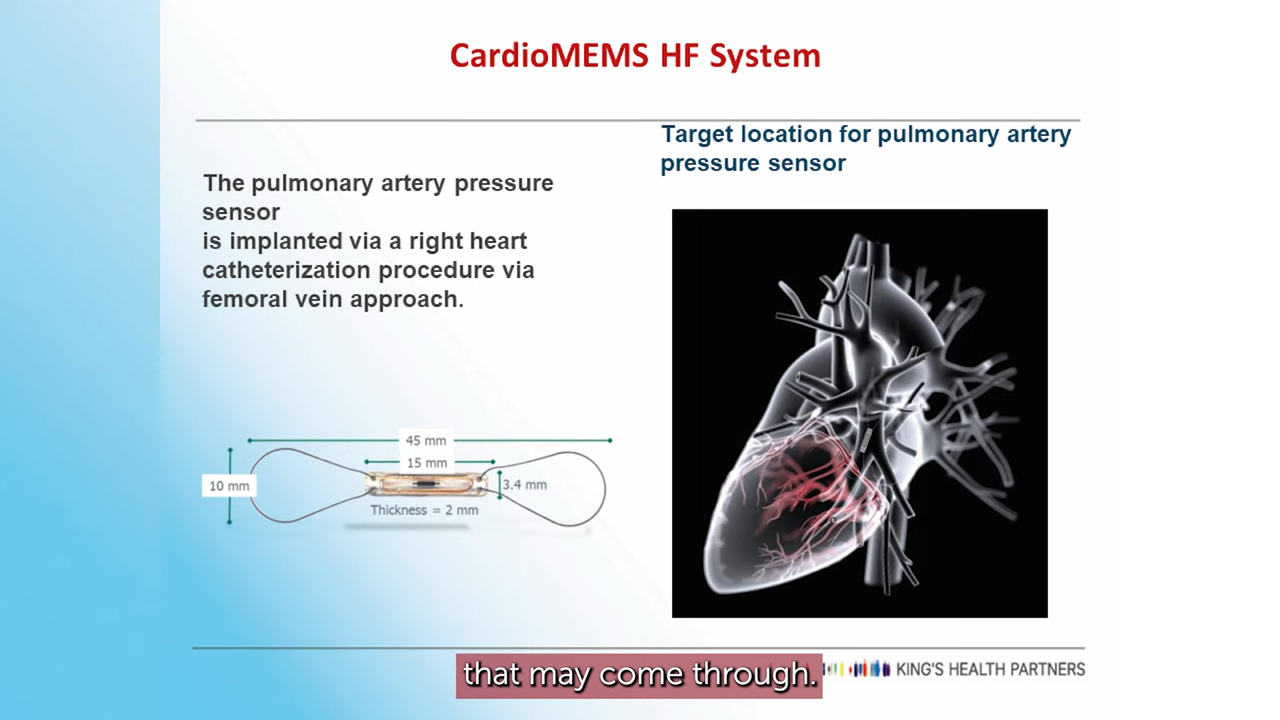 CardioMEMS HF System
Target location for pulmonary artery
pressure sensor
The pulmonary artery pressure
sensor
is implanted via a right heart
catheterization procedure via
femoral vein approach.
45 mm
15 mm
10 mm
3.4 mm
Thickness = 2 mm
that may come through.
KING'S HEALTH PARTNERS